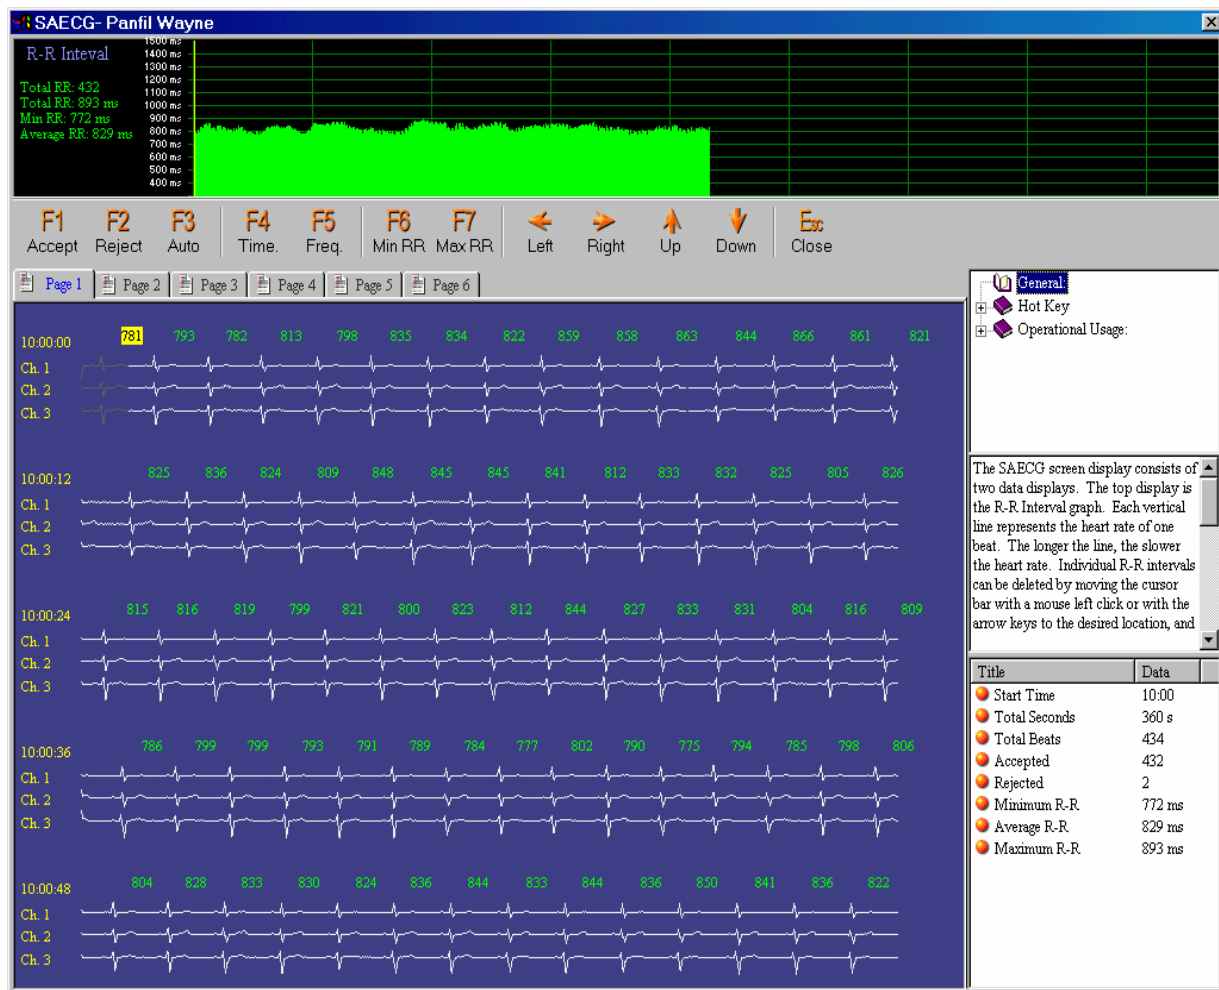 SAECG- Panfil Wayne
R-R Inteval
Total RR: 432
Total RR: 893 ms
Min RR: 772 ms
Average RR: 829 ms
1500 ms
1400 ms
1300 ms
1200 ms
1100 ms
1000 ms
900 ms
800 ms
700 ms
600 ms
500 ms
400 ms
F1 F2 F3 F4 F5 F6 F7 Esc
Accept Reject Auto Time. Freq. Min RR Max RR Left Right Up Down Close
Page 1 Page 2 Page 3 Page 4 Page 5 Page 6
10:00:00 781 793 782 813 798 835 834 822 859 858 863 844 866 861 821
Ch. 1
Ch. 2
Ch. 3
10:00:12 825 836 824 809 848 845 845 841 812 833 832 825 805 826
Ch. 1
Ch. 2
Ch. 3
10:00:24 815 816 819 799 821 800 823 812 844 827 833 831 804 816 809
Ch. 1
Ch. 2
Ch. 3
10:00:36 786 799 799 793 791 789 784 777 802 790 775 794 785 798 806
Ch. 1
Ch. 2
Ch. 3
10:00:48 804 828 833 830 824 836 844 833 844 836 850 841 836 822
Ch. 1
Ch. 2
Ch. 3
General:
Hot Key
Operational Usage:
The SAECG screen display consists of
two data displays. The top display is
the R-R Interval graph. Each vertical
line represents the heart rate of one
beat. The longer the line, the slower
the heart rate. Individual R-R intervals
can be deleted by moving the cursor
bar with a mouse left click or with the
arrow keys to the desired location, and
Title Data
Start Time 10:00
Total Seconds 360 s
Total Beats 434
Accepted 432
Rejected 2
Minimum R-R 772 ms
Average R-R 829 ms
Maximum R-R 893 ms